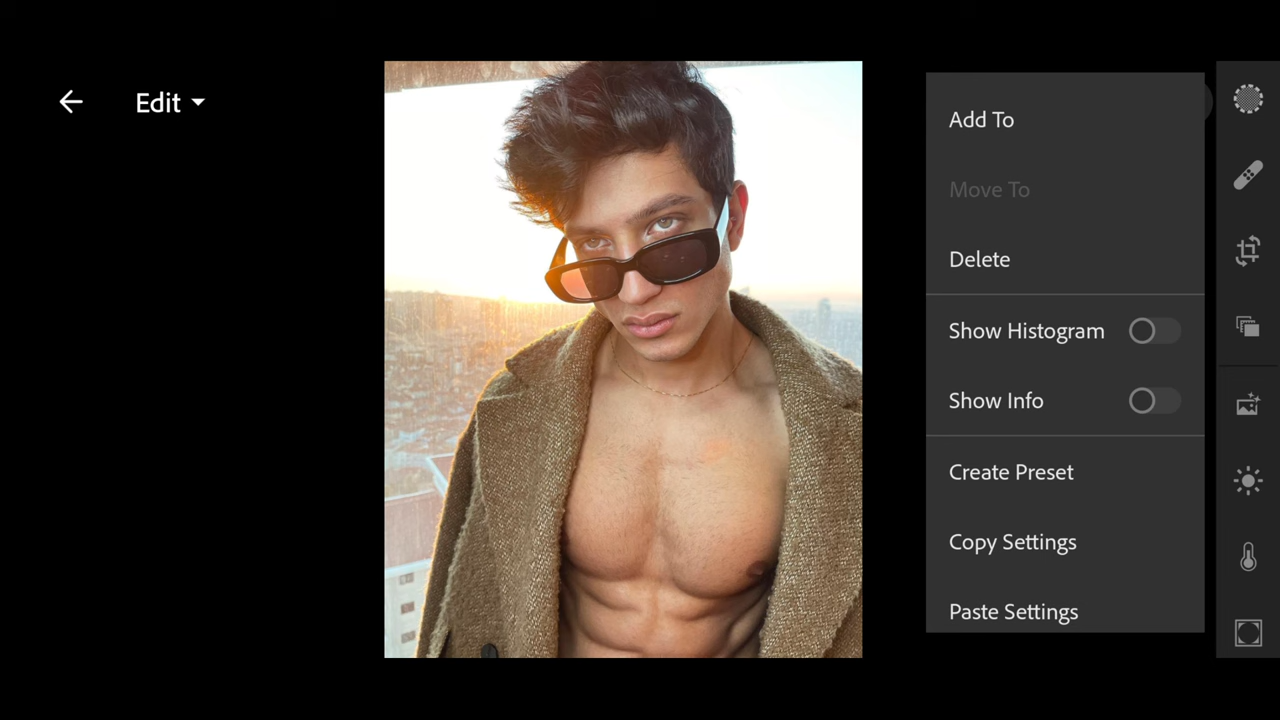 Edit
Add To
Move To
Delete
Show Histogram
Show Info
Create Preset
Copy Settings
Paste Settings